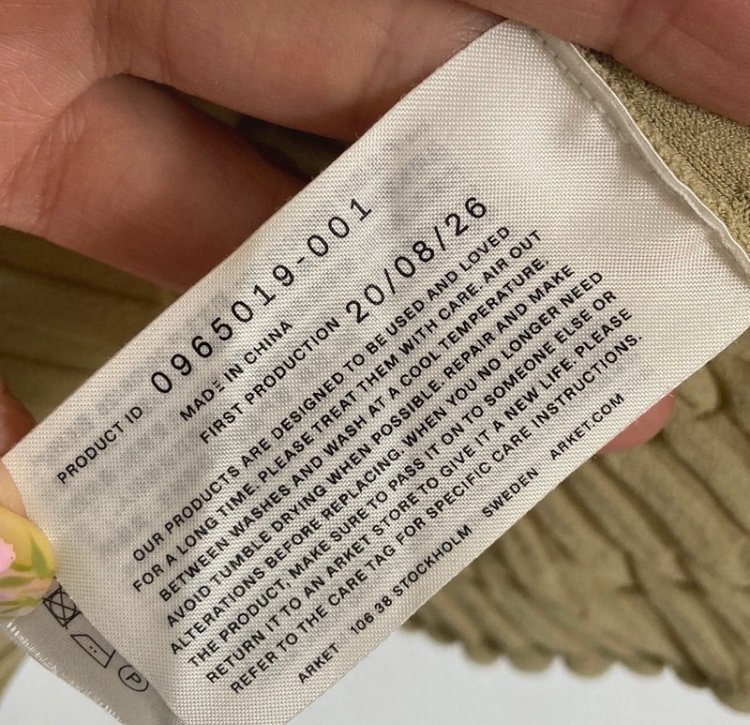 PRODUCT ID 0965019-001
MADE IN CHINA
FIRST PRODUCTION 20/08/26
OUR PRODUCTS ARE DESIGNED TO BE USED AND LOVED
FOR A LONG TIME. PLEASE TREAT THEM WITH CARE. AIR OUT
BETWEEN WASHES AND WASH AT A COOL TEMPERATURE.
AVOID TUMBLE DRYING WHEN POSSIBLE. REPAIR AND MAKE
ALTERATIONS BEFORE REPLACING. WHEN YOU NO LONGER NEED
THE PRODUCT, MAKE SURE TO PASS IT ON TO SOMEONE ELSE OR
RETURN IT TO AN ARKET STORE TO GIVE IT A NEW LIFE. PLEASE
REFER TO THE CARE TAG FOR SPECIFIC CARE INSTRUCTIONS.
ARKET 106 38 STOCKHOLM SWEDEN ARKET.COM
P